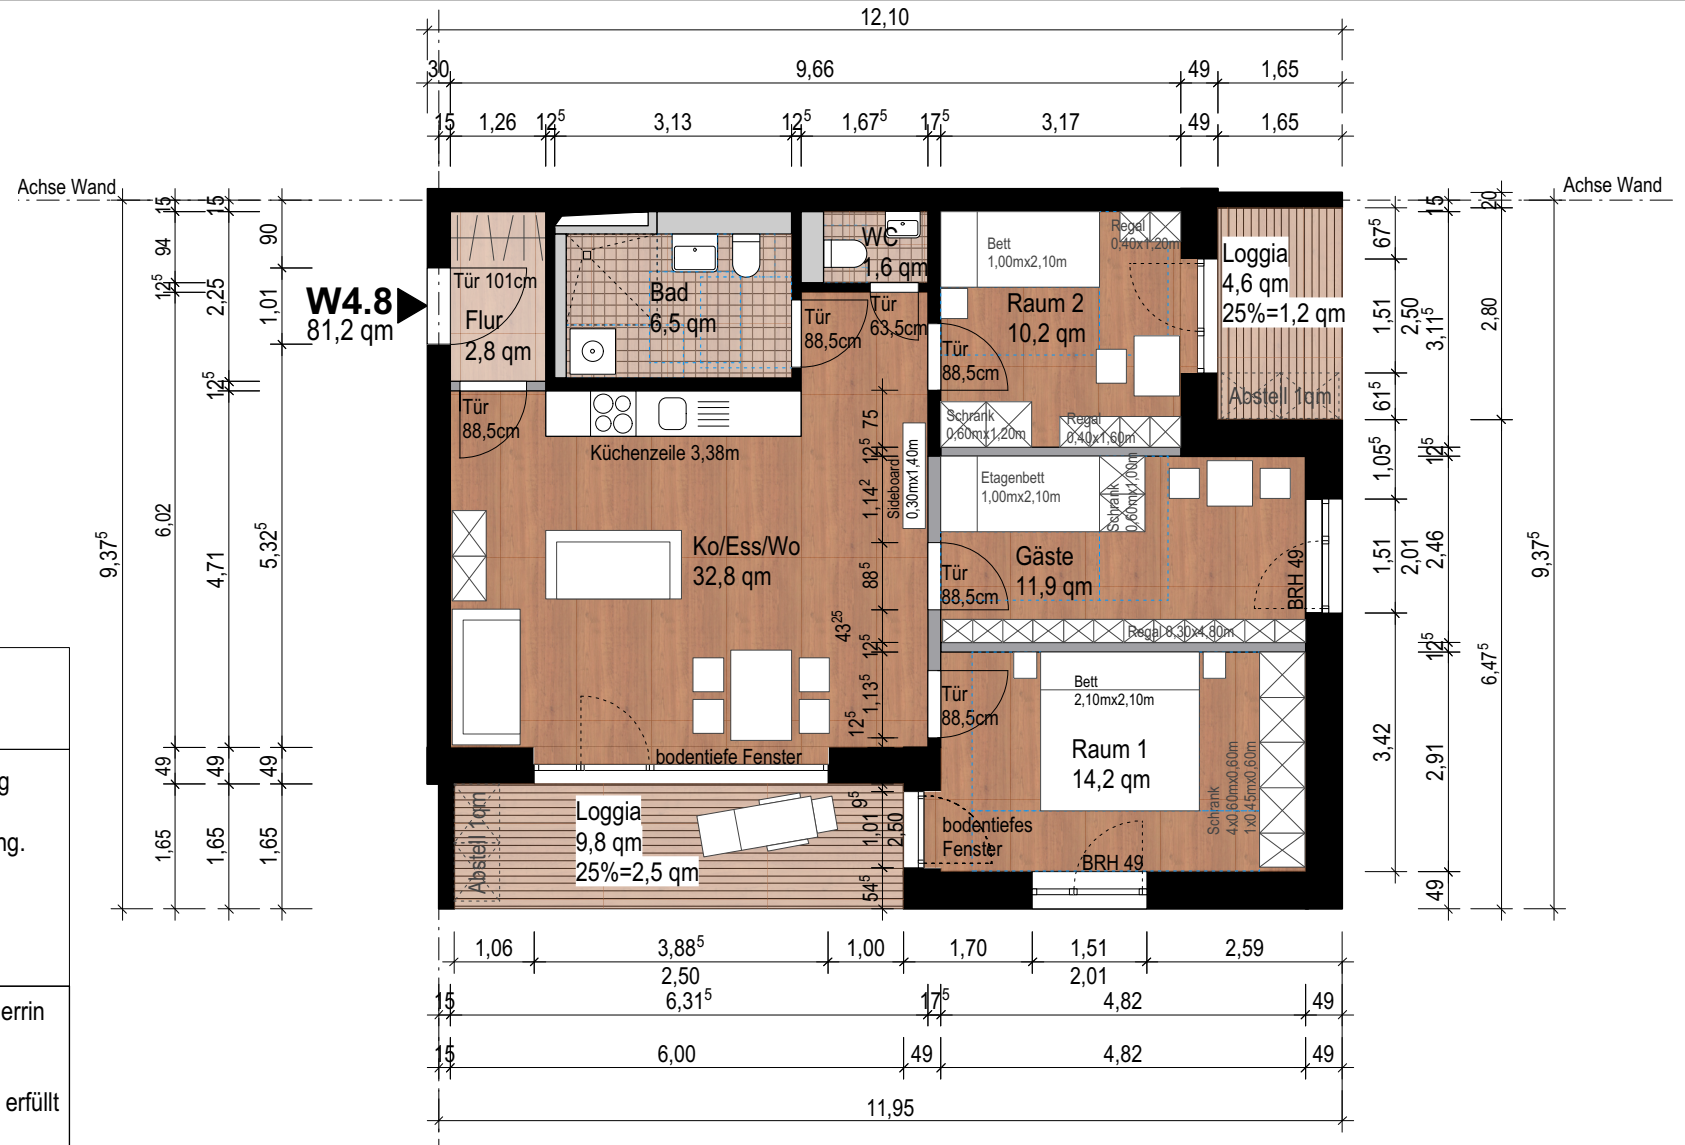 12,10
30
9,66
49
1,65
15
1,26
12⁵
3,13
12⁵
1,67⁵
17⁵
3,17
49
1,65
Achse Wand
Achse Wand
W4.8
81,2 qm
Tür 101cm
Flur
2,8 qm
Bad
6,5 qm
WC
1,6 qm
Tür
88,5cm
Tür
63,5cm
Bett
1,00mx2,10m
Regal
0,40x1,20m
Raum 2
10,2 qm
Tür
88,5cm
Schrank
0,60mx1,20m
Regal
0,40x1,60m
Loggia
4,6 qm
25%=1,2 qm
Abstell 1qm
Tür
88,5cm
Küchenzeile 3,38m
Sideboard
0,30mx1,40m
Ko/Ess/Wo
32,8 qm
Etagenbett
1,00mx2,10m
Schrank
0,60mx1,00m
Gäste
11,9 qm
Tür
88,5cm
BRH 49
Regal 0,30x4,80m
Tür
88,5cm
Bett
2,10mx2,10m
Raum 1
14,2 qm
Schrank
4x0,60mx0,60m
1x0,45mx0,60m
bodentiefe Fenster
bodentiefes
Fenster
BRH 49
Loggia
9,8 qm
25%=2,5 qm
Abstell 1qm
75
12⁵
1,14²
88⁵
43²⁵
12⁵
1,13⁵
12⁵
9⁵
1,01
2,50
54⁵
9,37⁵
15
94
12⁵
6,02
49
1,65
15
2,25
12⁵
4,71
49
1,65
90
1,01
5,32⁵
49
1,65
67⁵
1,51
2,50
61⁵
1,05⁵
1,51
2,01
3,42
15
3,11⁵
12⁵
2,46
12⁵
2,91
49
20
2,80
6,47⁵
9,37⁵
1,06
3,88⁵
2,50
1,00
1,70
1,51
2,01
2,59
15
6,31⁵
17⁵
4,82
49
15
6,00
49
4,82
49
11,95
g
ng.
errin
erfüllt